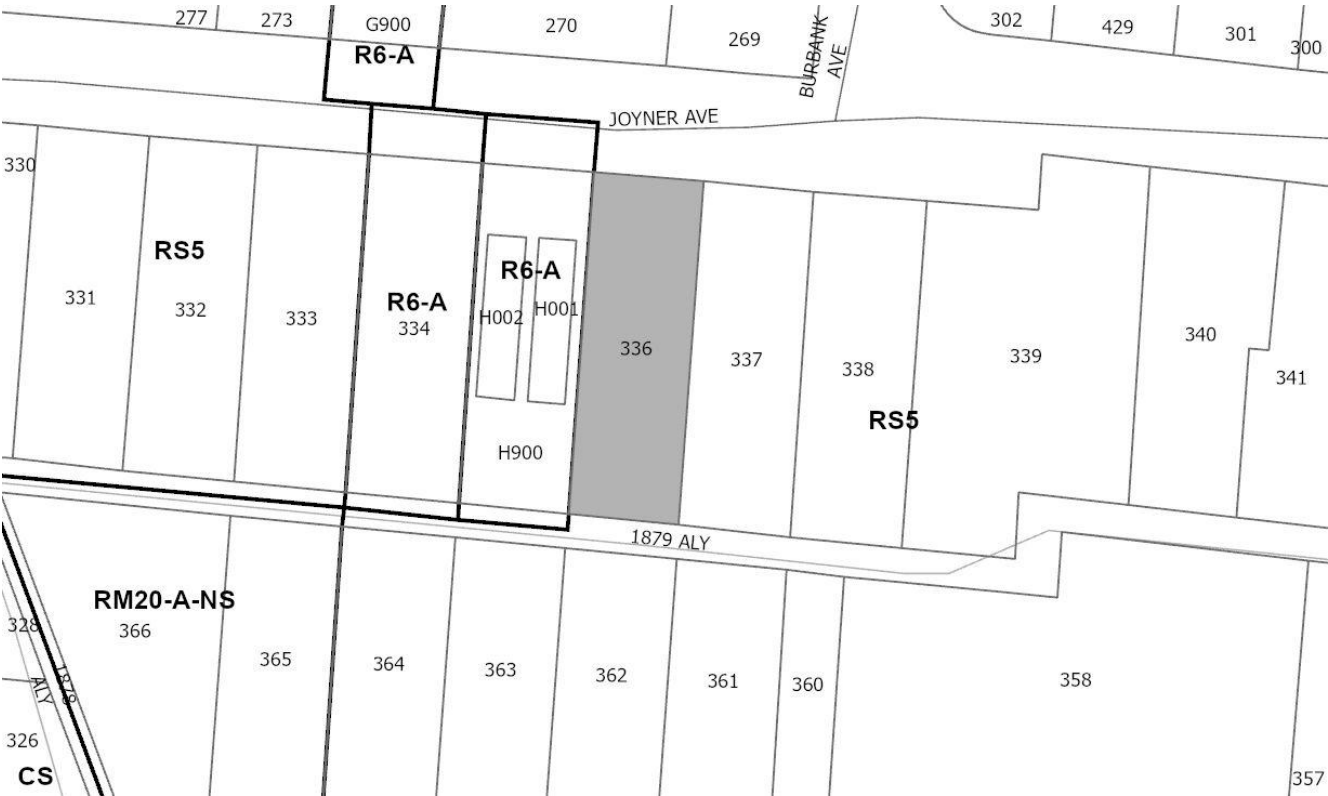 277
273
G900
270
269
BURBANK
AVE
302
429
301
300
R6-A
JOYNER AVE
330
RS5
331
332
333
R6-A
334
R6-A
H002
H001
H900
336
337
338
RS5
339
340
341
1879 ALY
RM20-A-NS
328
366
1878
ALY
365
364
363
362
361
360
358
326
CS
357